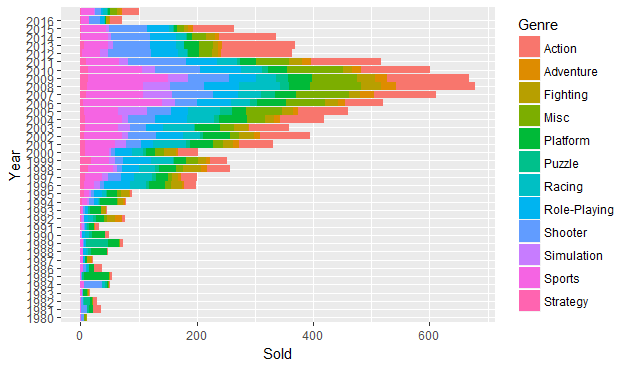 2016
2015
2014
2013
2012
2011
2010
2009
2008
2007
2006
2005
2004
2003
2002
2001
2000
1999
1998
1997
1996
1995
1994
1993
1992
1991
1990
1989
1988
1987
1986
1985
1984
1983
1982
1981
1980
Year
0 200 400 600
Sold
Genre
Action
Adventure
Fighting
Misc
Platform
Puzzle
Racing
Role-Playing
Shooter
Simulation
Sports
Strategy